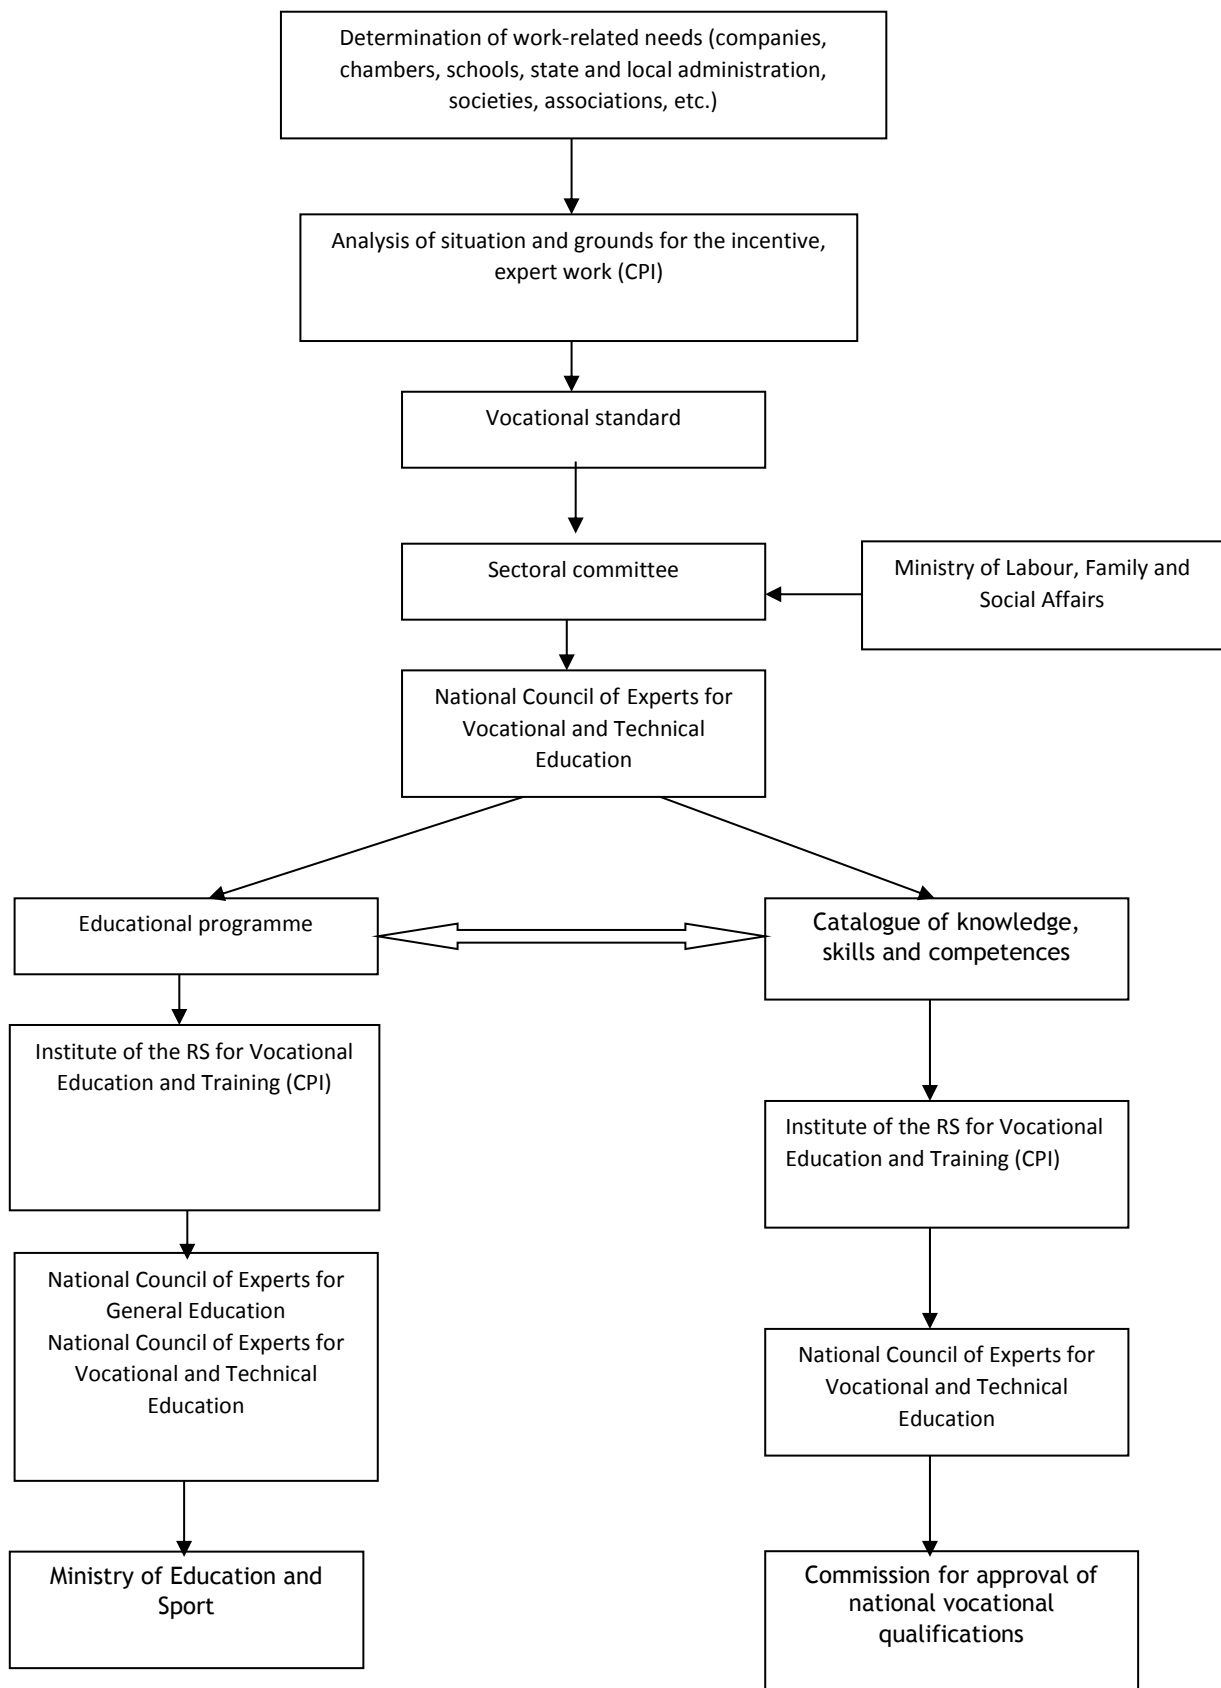 Determination of work-related needs (companies,
chambers, schools, state and local administration,
societies, associations, etc.)
Analysis of situation and grounds for the incentive,
expert work (CPI)
Vocational standard
Sectoral committee
Ministry of Labour, Family and
Social Affairs
National Council of Experts for
Vocational and Technical
Education
Educational programme
Catalogue of knowledge,
skills and competences
Institute of the RS for Vocational
Education and Training (CPI)
Institute of the RS for Vocational
Education and Training (CPI)
National Council of Experts for
General Education
National Council of Experts for
Vocational and Technical
Education
National Council of Experts for
Vocational and Technical
Education
Ministry of Education and
Sport
Commission for approval of
national vocational
qualifications